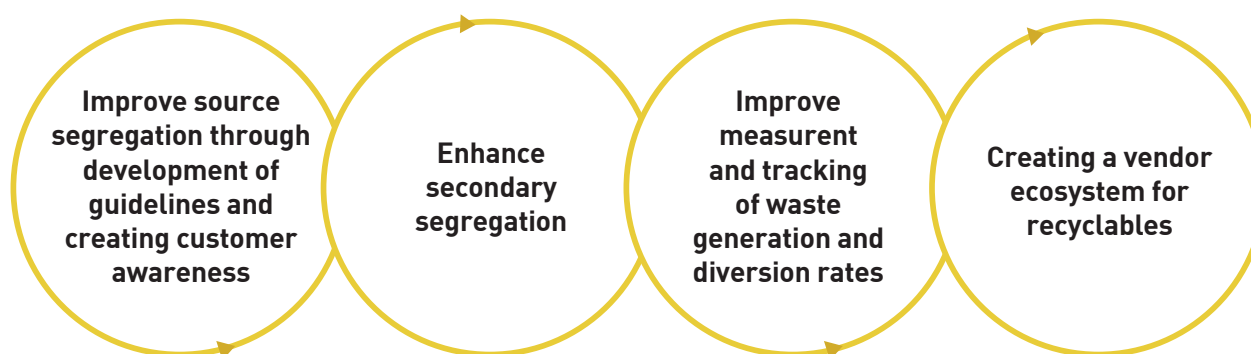 Improve source
segregation through
development of
guidelines and
creating customer
awareness
Enhance
secondary
segregation
Improve
measurent
and tracking
of waste
generation and
diversion rates
Creating a vendor
ecosystem for
recyclables